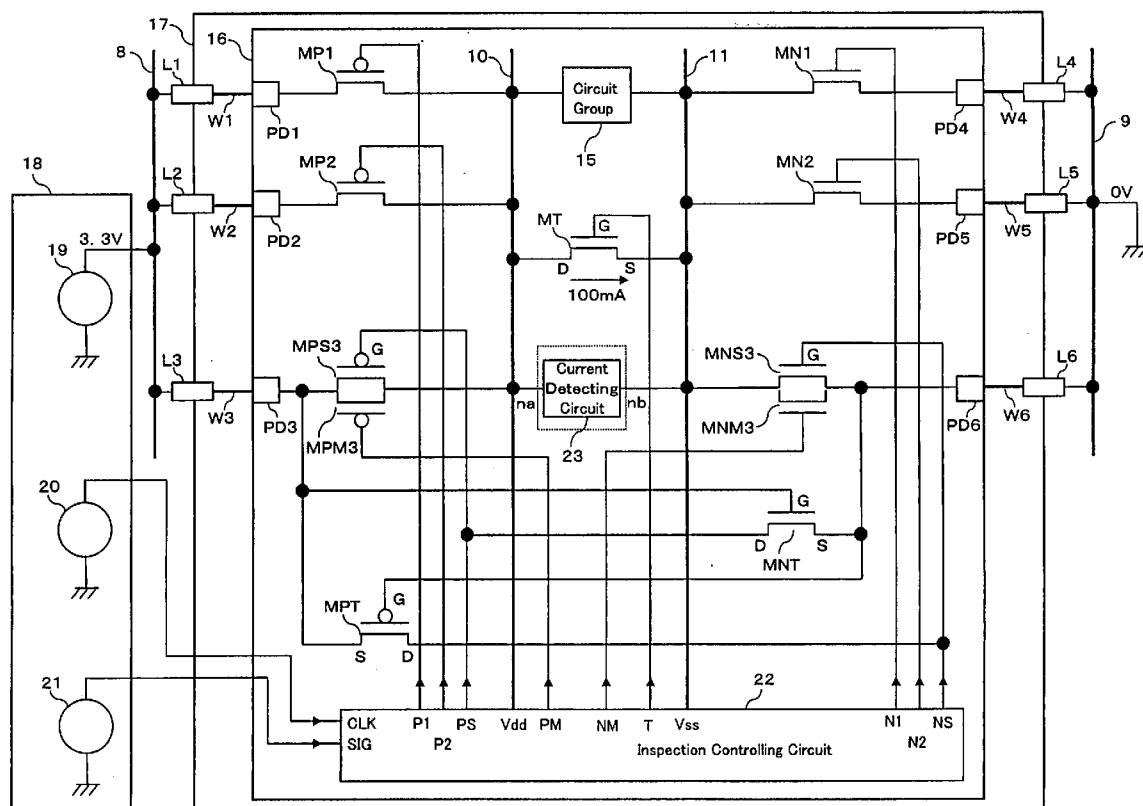 17
8
16
MP1
10
11
MN1
L1
L4
Circuit
Group
W1
PD1
15
PD4
W4
9
18
L2
MP2
MN2
L5
0V
3. 3V
W2
PD2
MT
G
PD5
W5
19
D
S
100mA
L3
MPS3
G
MNS3
G
L6
Current
Detecting
Circuit
W3
PD3
MPM3
na
nb
23
MNM3
PD6
W6
20
G
D
S
MNT
MPT
G
S
D
21
22
CLK
SIG
P1
P2
PS
Vdd
PM
NM
T
Vss
N1
N2
NS
Inspection Controlling Circuit